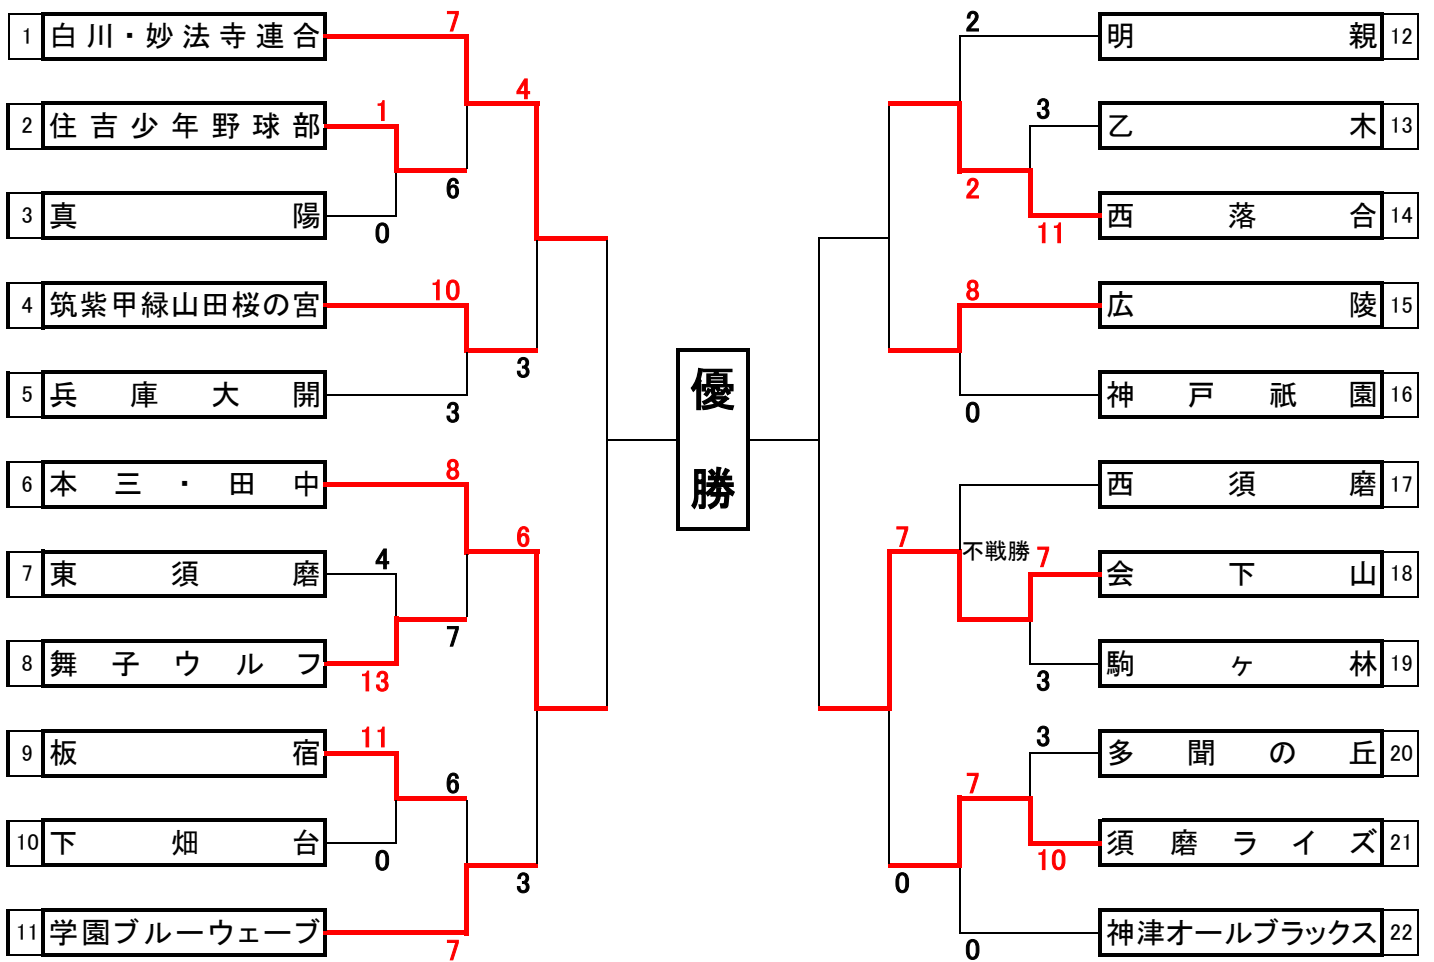 1 白川・妙法寺連合
2 住吉少年野球部
3 真陽
4 筑紫甲緑山田桜の宮
5 兵庫大開
6 本三・田中
7 東須磨
8 舞子ウルフ
9 板宿
10 下畑台
11 学園ブルーウェーブ
7
1
0
10
3
8
4
13
11
0
7
6
7
6
4
3
6
3
優勝
7
0
2
2
8
0
不戦勝
7
0
3
11
7
3
3
10
明親 12
乙木 13
西落合 14
広陵 15
神戸祇園 16
西須磨 17
会下山 18
駒ヶ林 19
多聞の丘 20
須磨ライズ 21
神津オールブラックス 22